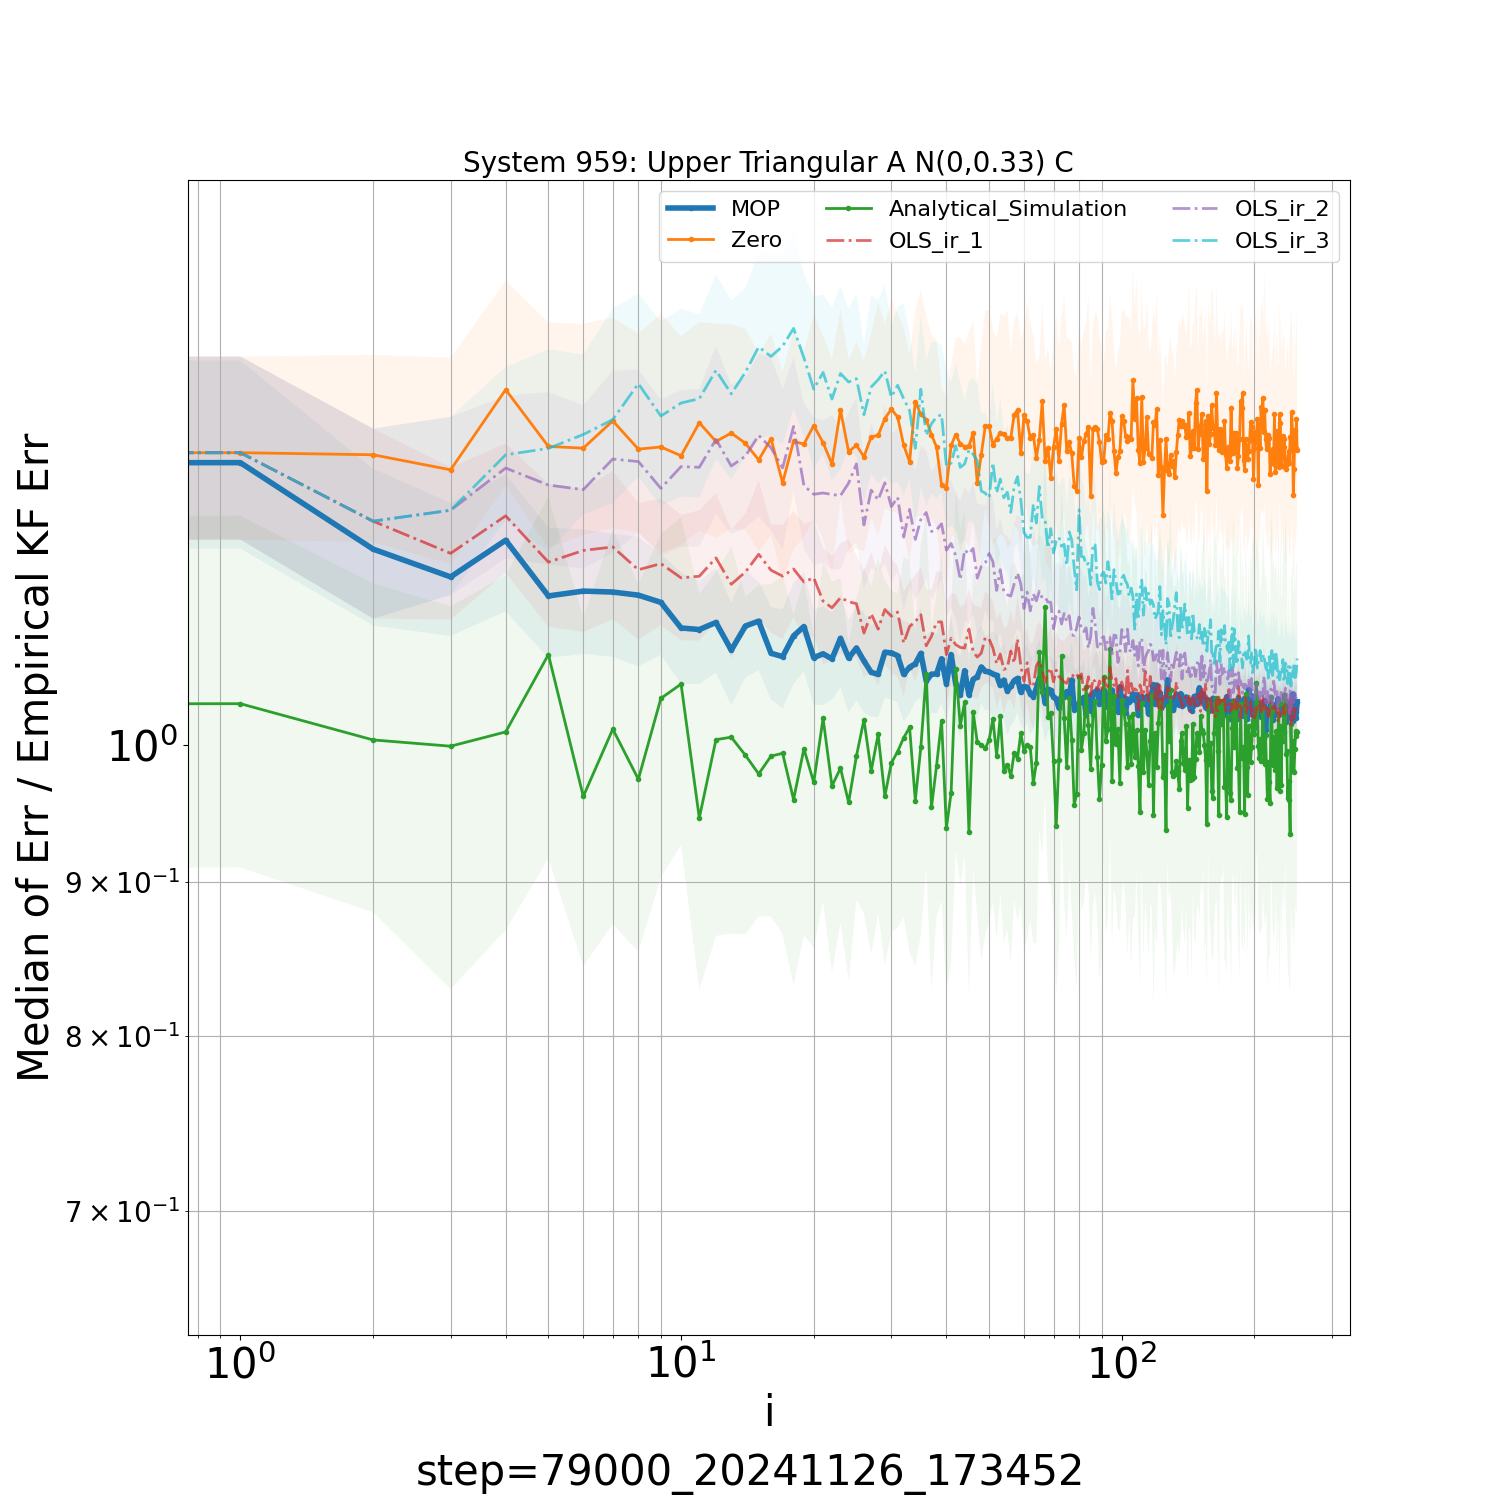 System 959: Upper Triangular A N(0,0.33) C
MOP
Zero
Analytical_Simulation
OLS_ir_1
OLS_ir_2
OLS_ir_3
Median of Err / Empirical KF Err
10⁰
9 × 10⁻¹
8 × 10⁻¹
7 × 10⁻¹
10⁰ 10¹ 10²
i
step=79000_20241126_173452